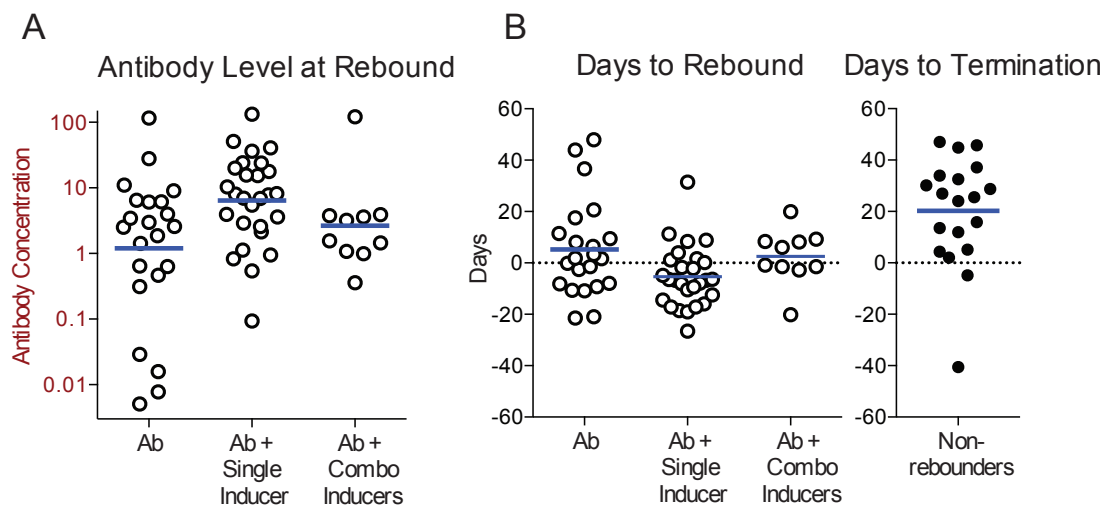 A
Antibody Level at Rebound
Antibody Concentration
100
10
1
0.1
0.01
Ab
Ab +
Single
Inducer
Ab +
Combo
Inducers
B
Days to Rebound
Days
60
40
20
0
-20
-40
-60
Ab
Ab +
Single
Inducer
Ab +
Combo
Inducers
Days to Termination
60
40
20
0
-20
-40
-60
Non-
rebounders